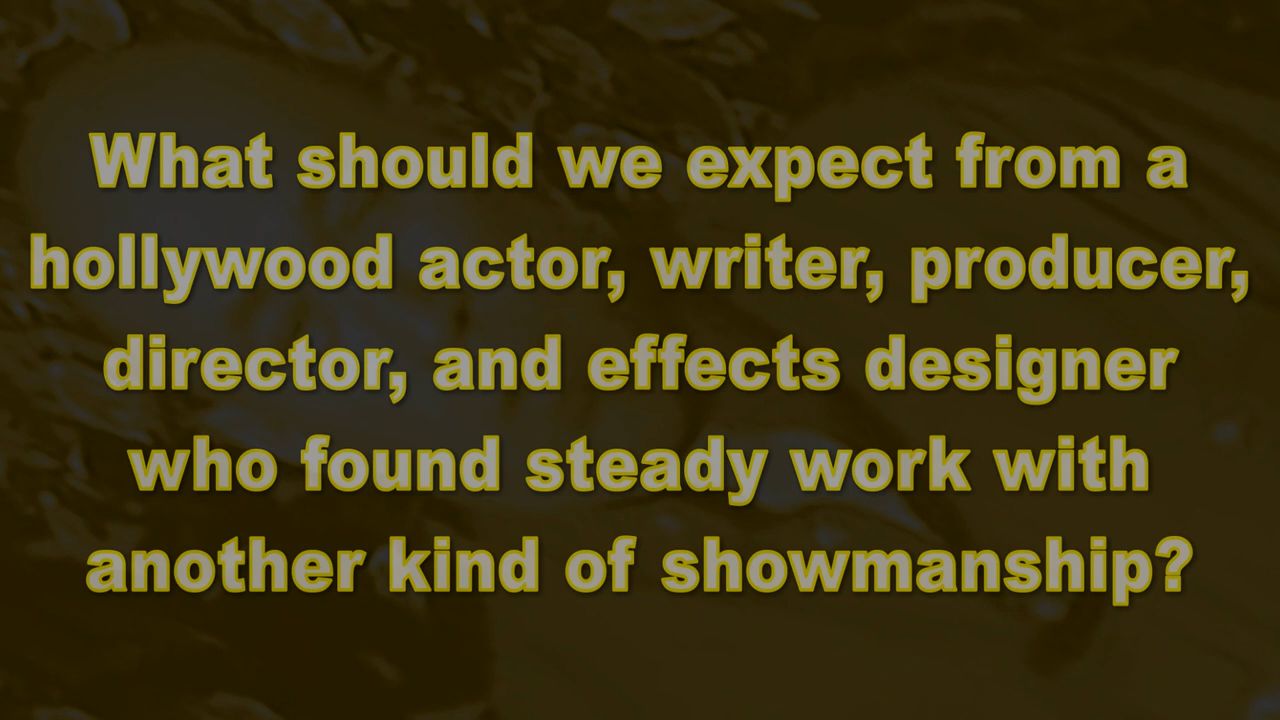 What should we expect from a
hollywood actor, writer, producer,
director, and effects designer
who found steady work with
another kind of showmanship?